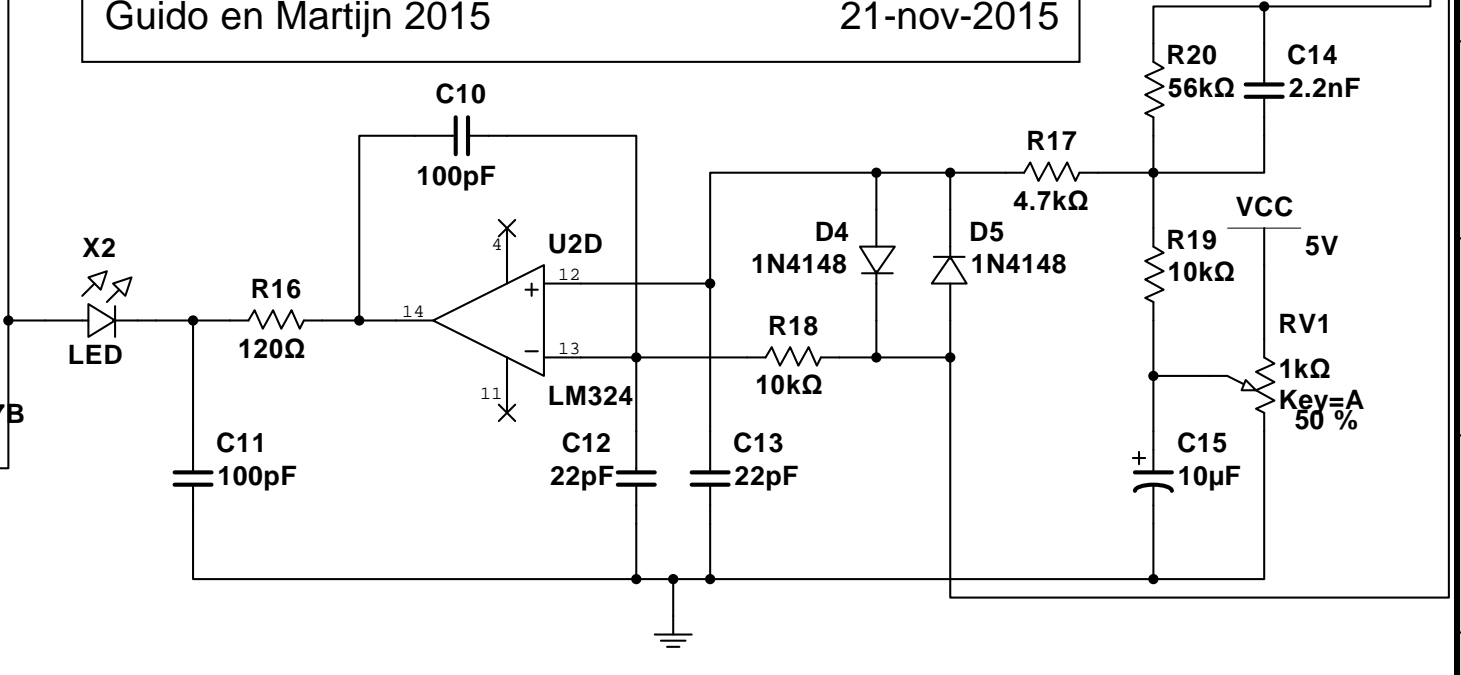 Guido en Martijn 2015 21-nov-2015
R20
56kΩ
C14
2.2nF
C10
100pF
R17
4.7kΩ
VCC
5V
X2
LED
R16
120Ω
4
U2D
12
14
13
11
LM324
D4
1N4148
D5
1N4148
R19
10kΩ
R18
10kΩ
RV1
1kΩ
Key=A
50 %
C11
100pF
C12
22pF
C13
22pF
C15
10µF